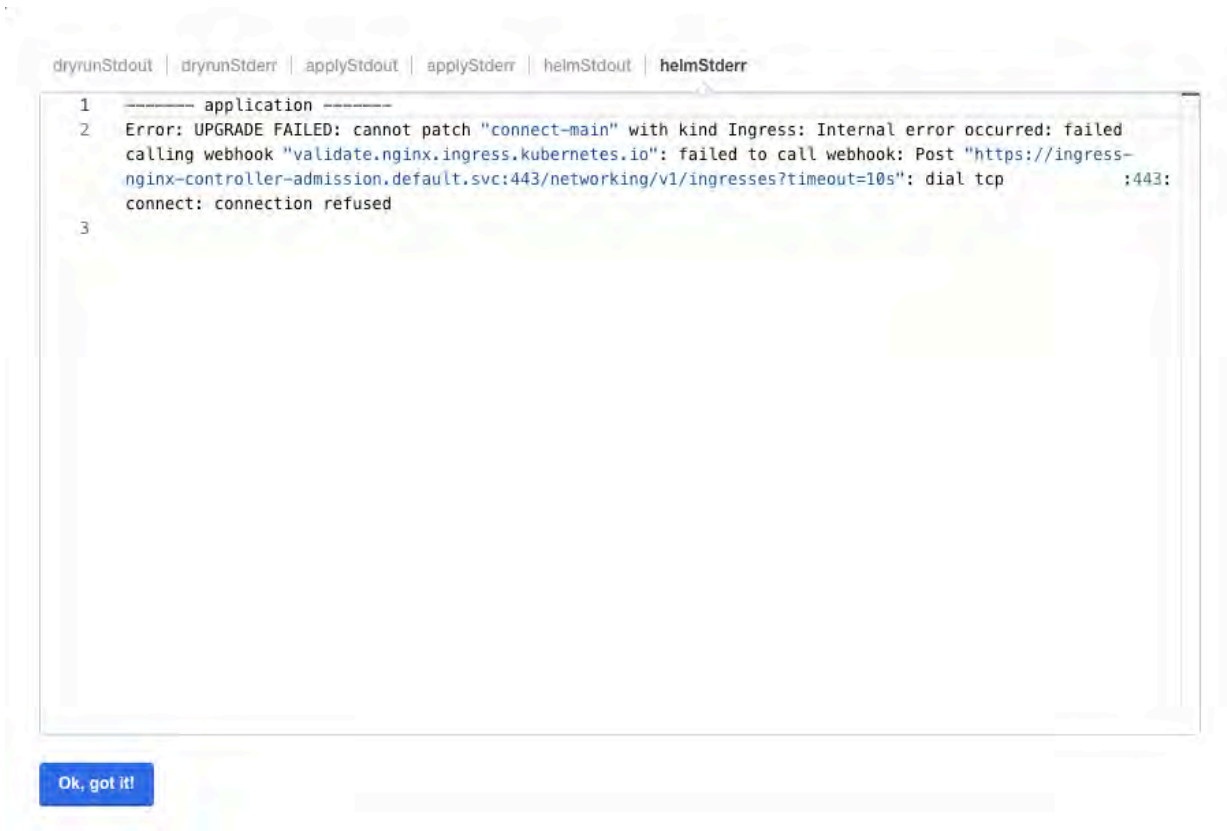 dryrunStdout | dryrunStderr | applyStdout | applyStderr | helmStdout | helmStderr
1 ------- application -------
2 Error: UPGRADE FAILED: cannot patch "connect-main" with kind Ingress: Internal error occurred: failed
calling webhook "validate.nginx.ingress.kubernetes.io": failed to call webhook: Post "https://ingress-
nginx-controller-admission.default.svc:443/networking/v1/ingresses?timeout=10s": dial tcp :443:
connect: connection refused
3
Ok, got it!